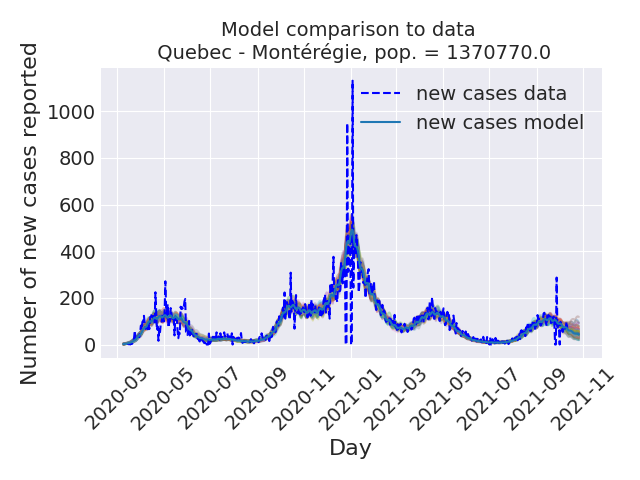 Model comparison to data
Quebec - Montérégie, pop. = 1370770.0
new cases data
new cases model
Number of new cases reported
1000
800
600
400
200
0
2020-03
2020-05
2020-07
2020-09
2020-11
2021-01
2021-03
2021-05
2021-07
2021-09
2021-11
Day